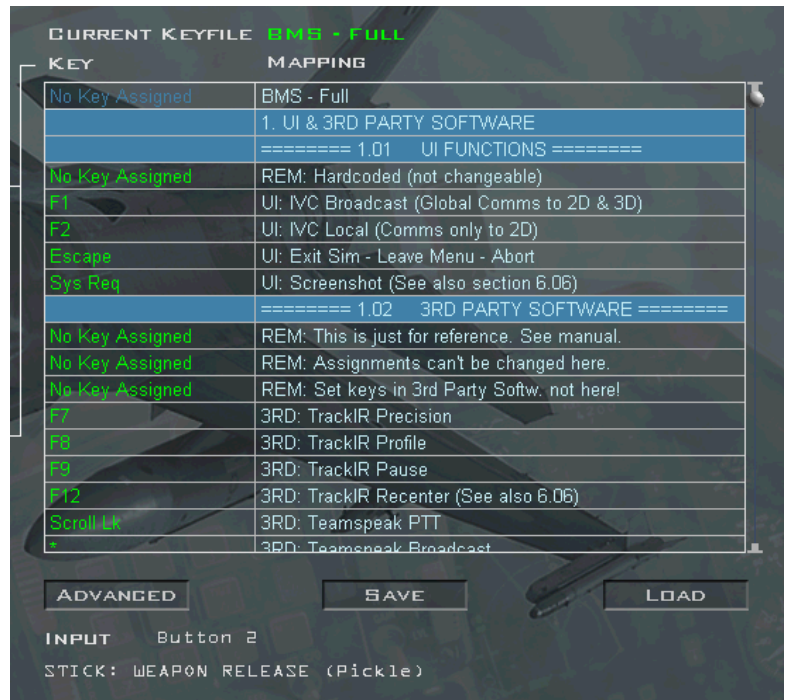 CURRENT KEYFILE BMS - FULL
KEY MAPPING
No Key Assigned BMS - Full
1. UI & 3RD PARTY SOFTWARE
======== 1.01 UI FUNCTIONS ========
No Key Assigned REM: Hardcoded (not changeable)
F1 UI: IVC Broadcast (Global Comms to 2D & 3D)
F2 UI: IVC Local (Comms only to 2D)
Escape UI: Exit Sim - Leave Menu - Abort
Sys Req UI: Screenshot (See also section 6.06)
======== 1.02 3RD PARTY SOFTWARE ========
No Key Assigned REM: This is just for reference. See manual.
No Key Assigned REM: Assignments can't be changed here.
No Key Assigned REM: Set keys in 3rd Party Softw. not here!
F7 3RD: TrackIR Precision
F8 3RD: TrackIR Profile
F9 3RD: TrackIR Pause
F12 3RD: TrackIR Recenter (See also 6.06)
Scroll Lk 3RD: Teamspeak PTT
* 3RD: Teamspeak Broadcast
ADVANCED SAVE LOAD
INPUT Button 2
STICK: WEAPON RELEASE (Pickle)